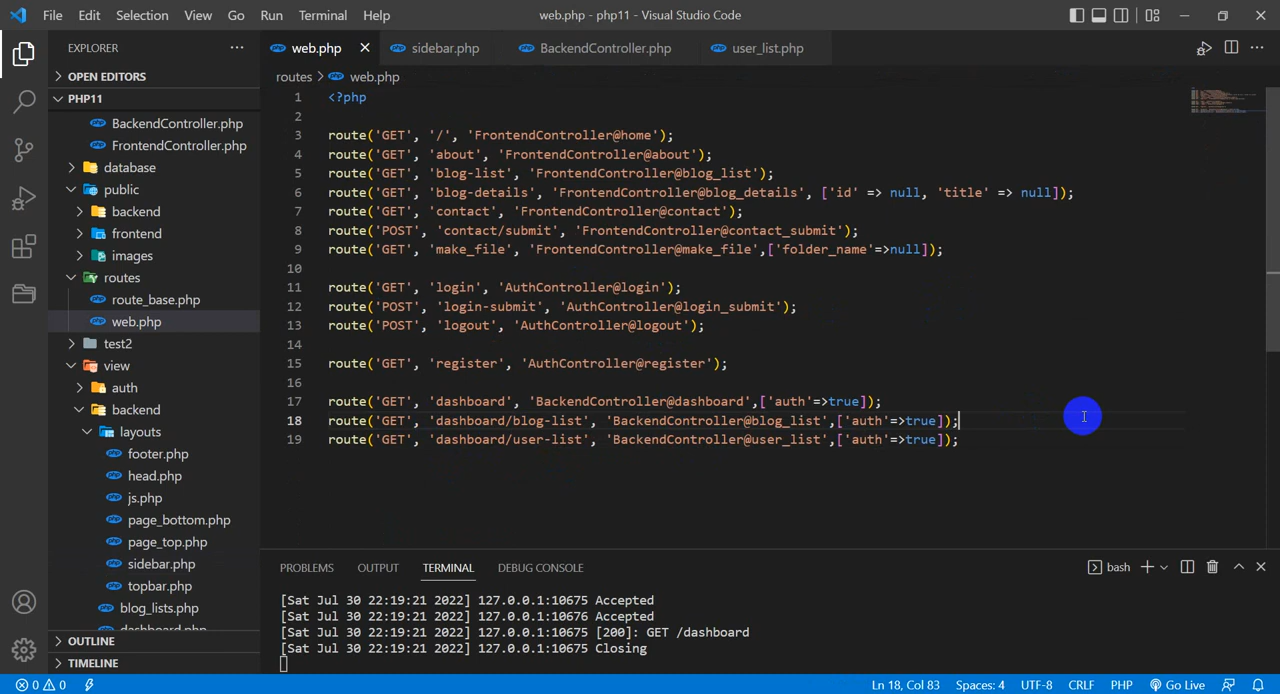 File Edit Selection View Go Run Terminal Help web.php - php11 - Visual Studio Code
EXPLORER
OPEN EDITORS
PHP11
BackendController.php
FrontendController.php
database
public
backend
frontend
images
routes
route_base.php
web.php
test2
view
auth
backend
layouts
footer.php
head.php
js.php
page_bottom.php
page_top.php
sidebar.php
topbar.php
blog_lists.php
dashboard.php
OUTLINE
TIMELINE
web.php sidebar.php BackendController.php user_list.php
routes > web.php
1 <?php
2
3 route('GET', '/', 'FrontendController@home');
4 route('GET', 'about', 'FrontendController@about');
5 route('GET', 'blog-list', 'FrontendController@blog_list');
6 route('GET', 'blog-details', 'FrontendController@blog_details', ['id' => null, 'title' => null]);
7 route('GET', 'contact', 'FrontendController@contact');
8 route('POST', 'contact/submit', 'FrontendController@contact_submit');
9 route('GET', 'make_file', 'FrontendController@make_file',['folder_name'=>null]);
10
11 route('GET', 'login', 'AuthController@login');
12 route('POST', 'login-submit', 'AuthController@login_submit');
13 route('POST', 'logout', 'AuthController@logout');
14
15 route('GET', 'register', 'AuthController@register');
16
17 route('GET', 'dashboard', 'BackendController@dashboard',['auth'=>true]);
18 route('GET', 'dashboard/blog-list', 'BackendController@blog_list',['auth'=>true]);
19 route('GET', 'dashboard/user-list', 'BackendController@user_list',['auth'=>true]);
PROBLEMS OUTPUT TERMINAL DEBUG CONSOLE bash
[Sat Jul 30 22:19:21 2022] 127.0.0.1:10675 Accepted
[Sat Jul 30 22:19:21 2022] 127.0.0.1:10676 Accepted
[Sat Jul 30 22:19:21 2022] 127.0.0.1:10675 [200]: GET /dashboard
[Sat Jul 30 22:19:21 2022] 127.0.0.1:10675 Closing
0 0 Ln 18, Col 83 Spaces: 4 UTF-8 CRLF PHP Go Live